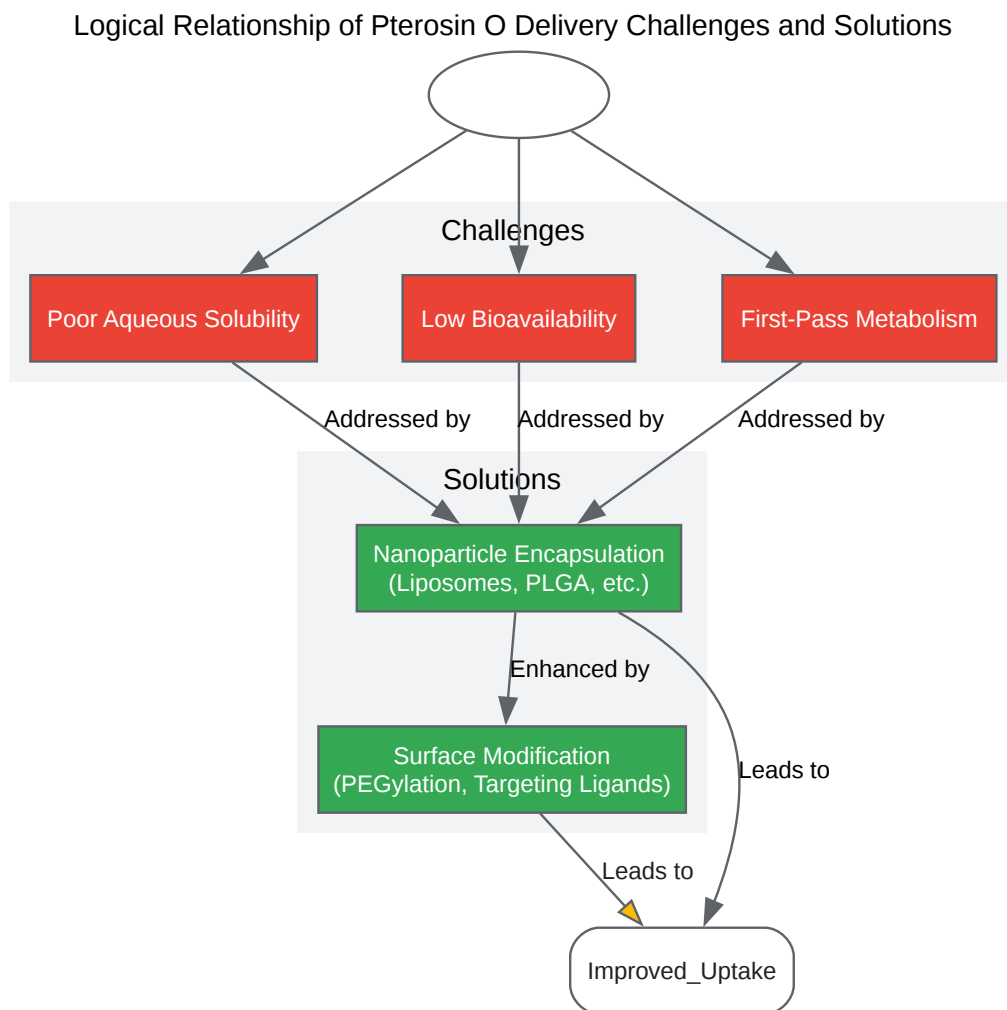 Logical Relationship of Pterosin O Delivery Challenges and Solutions
Challenges
Poor Aqueous Solubility
Low Bioavailability
First-Pass Metabolism
Addressed by
Addressed by
Addressed by
Solutions
Nanoparticle Encapsulation
(Liposomes, PLGA, etc.)
Enhanced by
Surface Modification
(PEGylation, Targeting Ligands)
Leads to
Leads to
Improved_Uptake